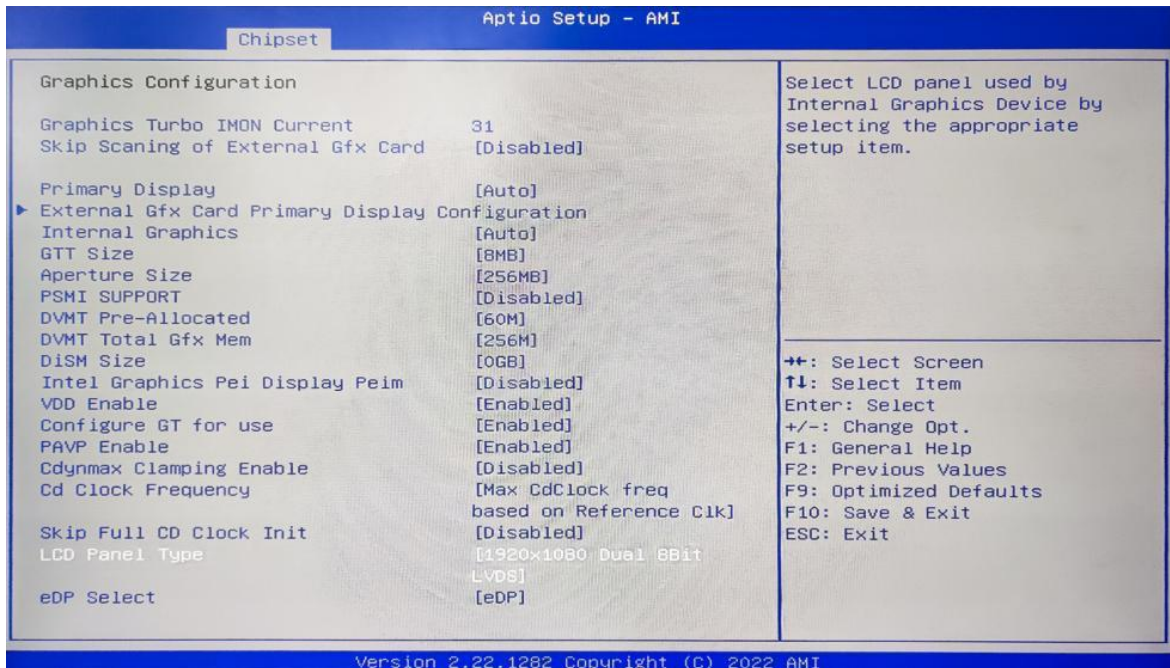 Aptio Setup – AMI
Chipset
Graphics Configuration
Graphics Turbo IMON Current 31
Skip Scaning of External Gfx Card [Disabled]
Primary Display [Auto]
▶ External Gfx Card Primary Display Configuration
Internal Graphics [Auto]
GTT Size [8MB]
Aperture Size [256MB]
PSMI SUPPORT [Disabled]
DVMT Pre-Allocated [60M]
DVMT Total Gfx Mem [256M]
DiSM Size [0GB]
Intel Graphics Pei Display Peim [Disabled]
VDD Enable [Enabled]
Configure GT for use [Enabled]
PAVP Enable [Enabled]
Cdynmax Clamping Enable [Disabled]
Cd Clock Frequency [Max CdClock freq
based on Reference Clk]
Skip Full CD Clock Init [Disabled]
LCD Panel Type [1920x1080 Dual 8Bit
LVDS]
eDP Select [eDP]
Select LCD panel used by
Internal Graphics Device by
selecting the appropriate
setup item.
→←: Select Screen
↑↓: Select Item
Enter: Select
+/-: Change Opt.
F1: General Help
F2: Previous Values
F9: Optimized Defaults
F10: Save & Exit
ESC: Exit
Version 2.22.1282 Copyright (C) 2022 AMI